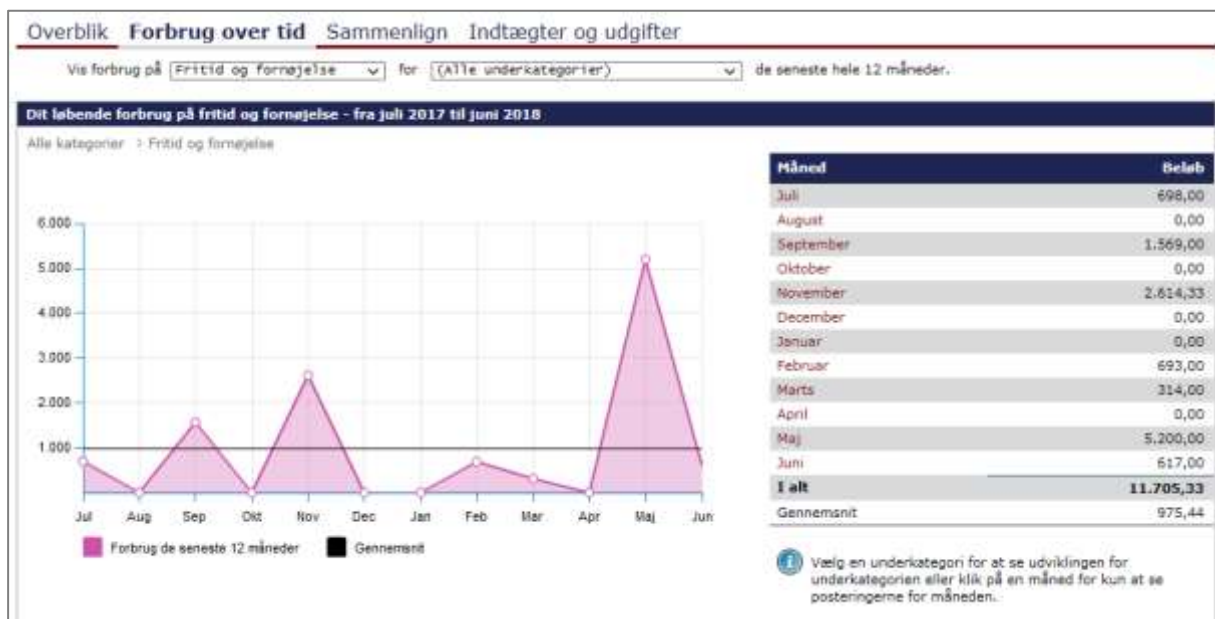 Overblik Forbrug over tid Sammenlign Indtægter og udgifter
Vis forbrug på Fritid og fornøjelse for (Alle underkategorier) de seneste hele 12 måneder.
Dit løbende forbrug på fritid og fornøjelse - fra juli 2017 til juni 2018
Alle kategorier > Fritid og fornøjelse
6.000
5.000
4.000
3.000
2.000
1.000
Jul Aug Sep Okt Nov Dec Jan Feb Mar Apr Maj Jun
Forbrug de seneste 12 måneder Gennemsnit
Måned Beløb
Juli 698,00
August 0,00
September 1.569,00
Oktober 0,00
November 2.614,33
December 0,00
Januar 0,00
Februar 693,00
Marts 314,00
April 0,00
Maj 5.200,00
Juni 617,00
I alt 11.705,33
Gennemsnit 975,44
Vælg en underkategori for at se udviklingen for
underkategorien eller klik på en måned for kun at se
posteringerne for måneden.